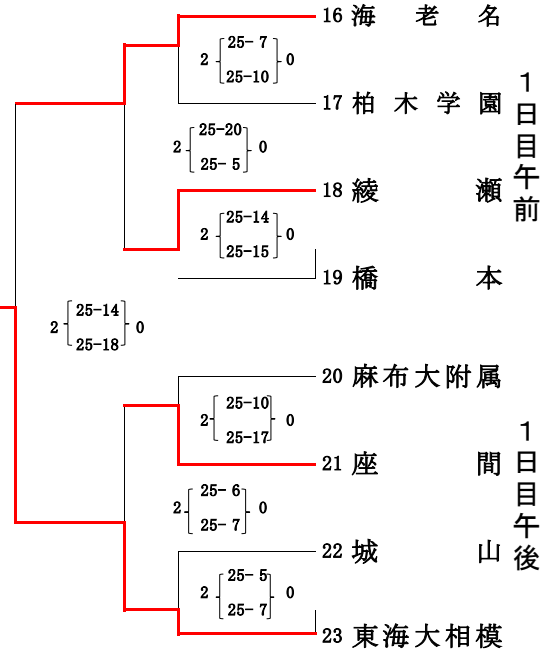 16 海老名
2 25-7 0
25-10
17 柏木学園
2 25-20 0
25-5
18 綾瀬
2 25-14 0
25-15
19 橋本
1日目午前
2 25-14 0
25-18
20 麻布大附属
2 25-10 0
25-17
21 座間
2 25-6 0
25-7
22 城山
2 25-5 0
25-7
23 東海大相模
1日目午後